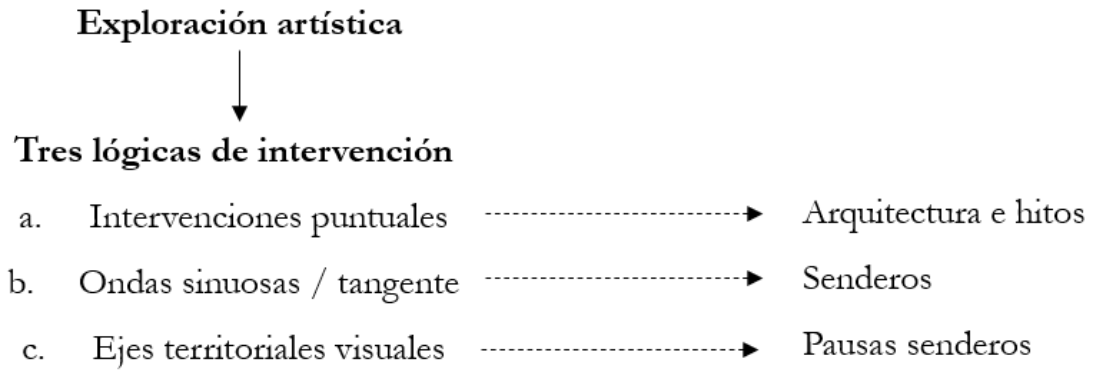 Exploración artística
Tres lógicas de intervención
a. Intervenciones puntuales Arquitectura e hitos
b. Ondas sinuosas / tangente Senderos
c. Ejes territoriales visuales Pausas senderos